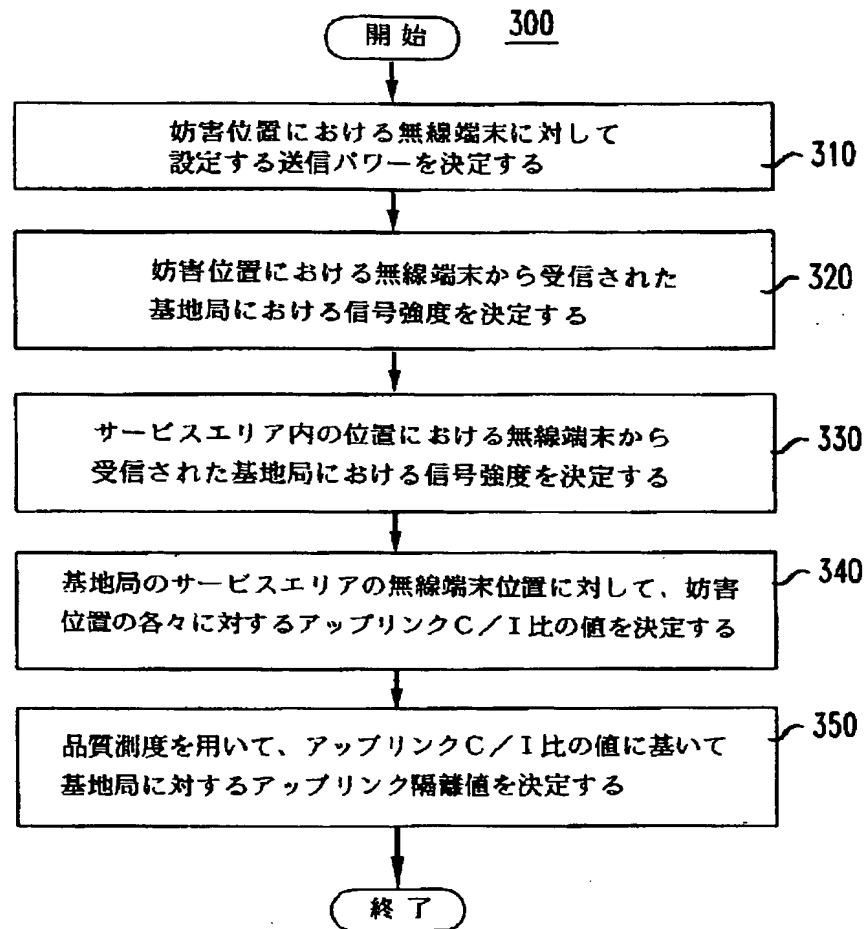 開始
300
妨害位置における無線端末に対して
設定する送信パワーを決定する
310
妨害位置における無線端末から受信された
基地局における信号強度を決定する
320
サービスエリア内の位置における無線端末から
受信された基地局における信号強度を決定する
330
基地局のサービスエリアの無線端末位置に対して、妨害
位置の各々に対するアップリンクC/I比の値を決定する
340
品質測度を用いて、アップリンクC/I比の値に基いて
基地局に対するアップリンク隔離値を決定する
350
終了